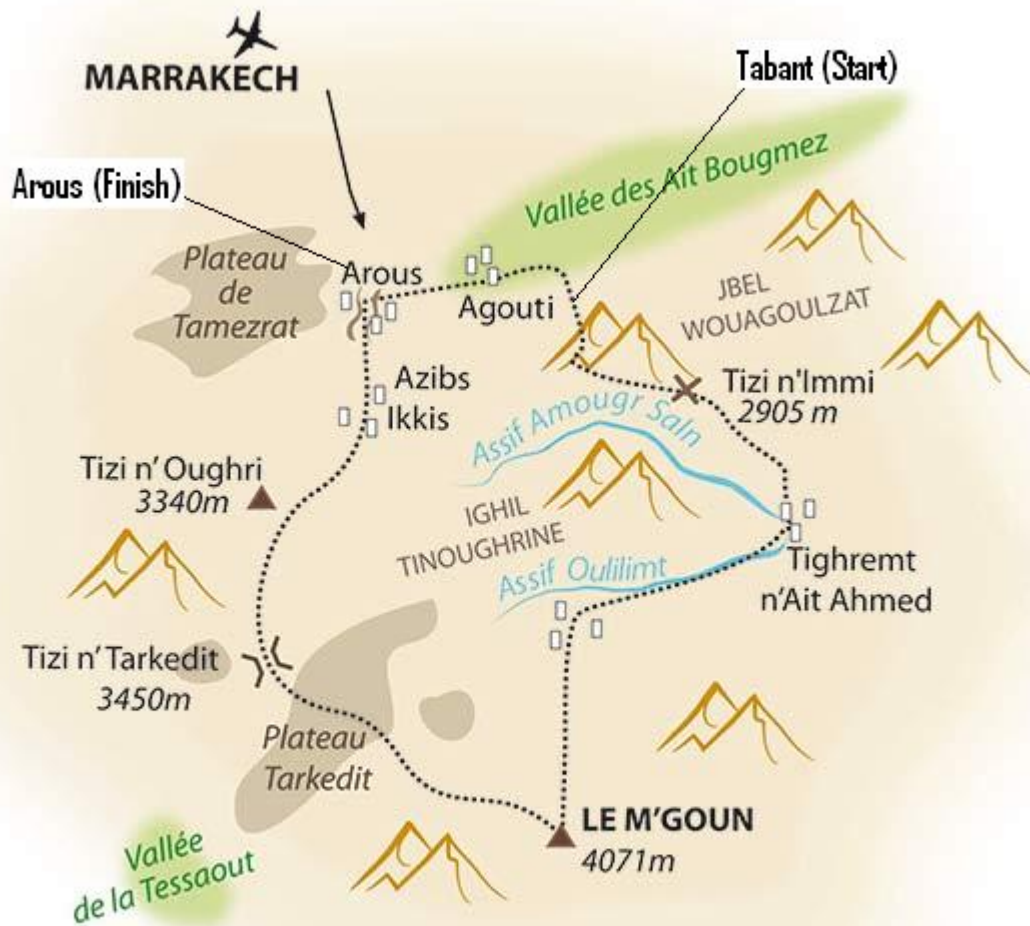 MARRAKECH
Tabant (Start)
Arous (Finish)
Vallée des Ait Bougmez
Plateau
de
Tamezrat
Arous
Agouti
JBEL
WOUAGOULZAT
Azibs
Ikkis
Tizi n'Immi
2905 m
Assif Amougr Saln
Tizi n'Oughri
3340m
IGHIL
TINOUGHRINE
Assif Oulilimt
Tighremt
n'Ait Ahmed
Tizi n'Tarkedit
3450m
Plateau
Tarkedit
LE M'GOUN
4071m
Vallée
de la Tessaout